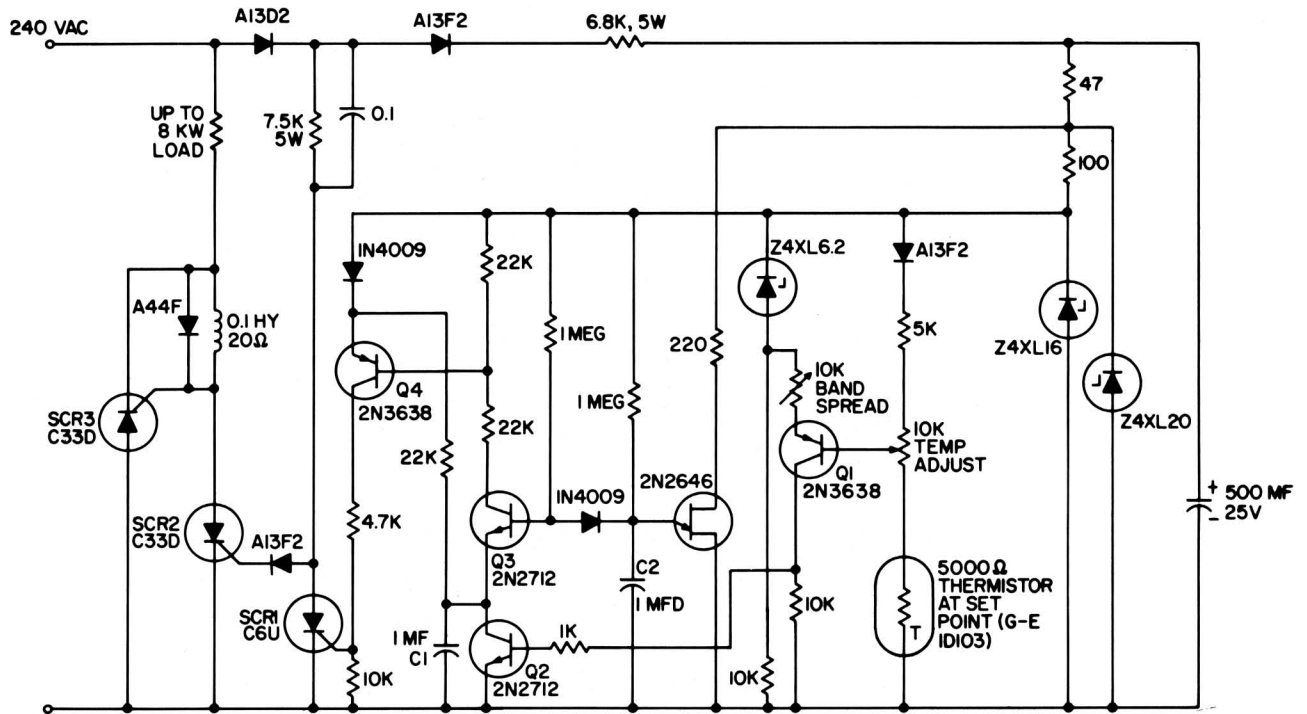 240 VAC
A13D2
A13F2
6.8K, 5W
47
UP TO
8 KW
LOAD
7.5K
5W
0.1
100
IN4009
22K
Z4XL6.2
A13F2
A44F
0.1 HY
20Ω
1 MEG
5K
Z4XL16
220
10K
BAND
SPREAD
Q4
2N3638
1 MEG
Z4XL20
SCR3
C33D
22K
22K
10K
TEMP
ADJUST
IN4009
2N2646
Q1
2N3638
+ 500 MF
− 25V
4.7K
SCR2
C33D
A13F2
Q3
2N2712
C2
1 MFD
5000Ω
THERMISTOR
AT SET
POINT (G-E
ID103)
T
SCR1
C6U
1 MF
C1
1K
10K
10K
Q2
2N2712
10K